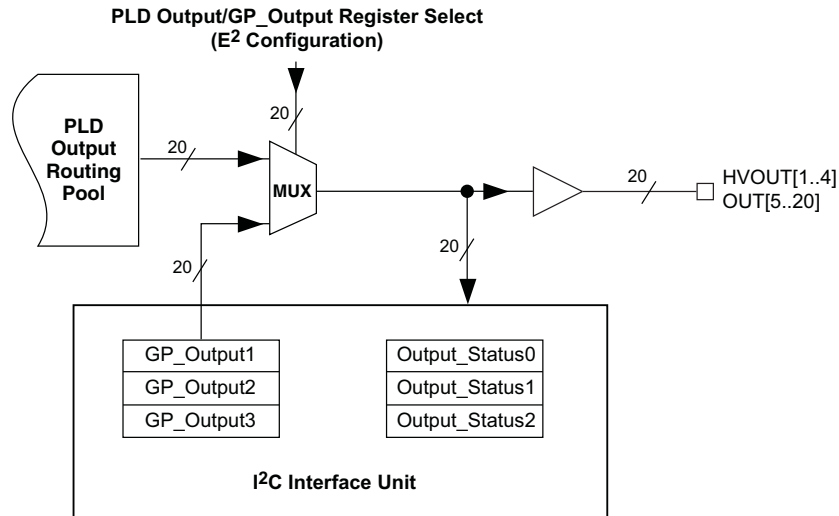 PLD Output/GP_Output Register Select
(E2 Configuration)
20
PLD
Output
Routing
Pool
20
MUX
20
HVOUT[1..4]
OUT[5..20]
20
20
GP_Output1
GP_Output2
GP_Output3
Output_Status0
Output_Status1
Output_Status2
I2C Interface Unit